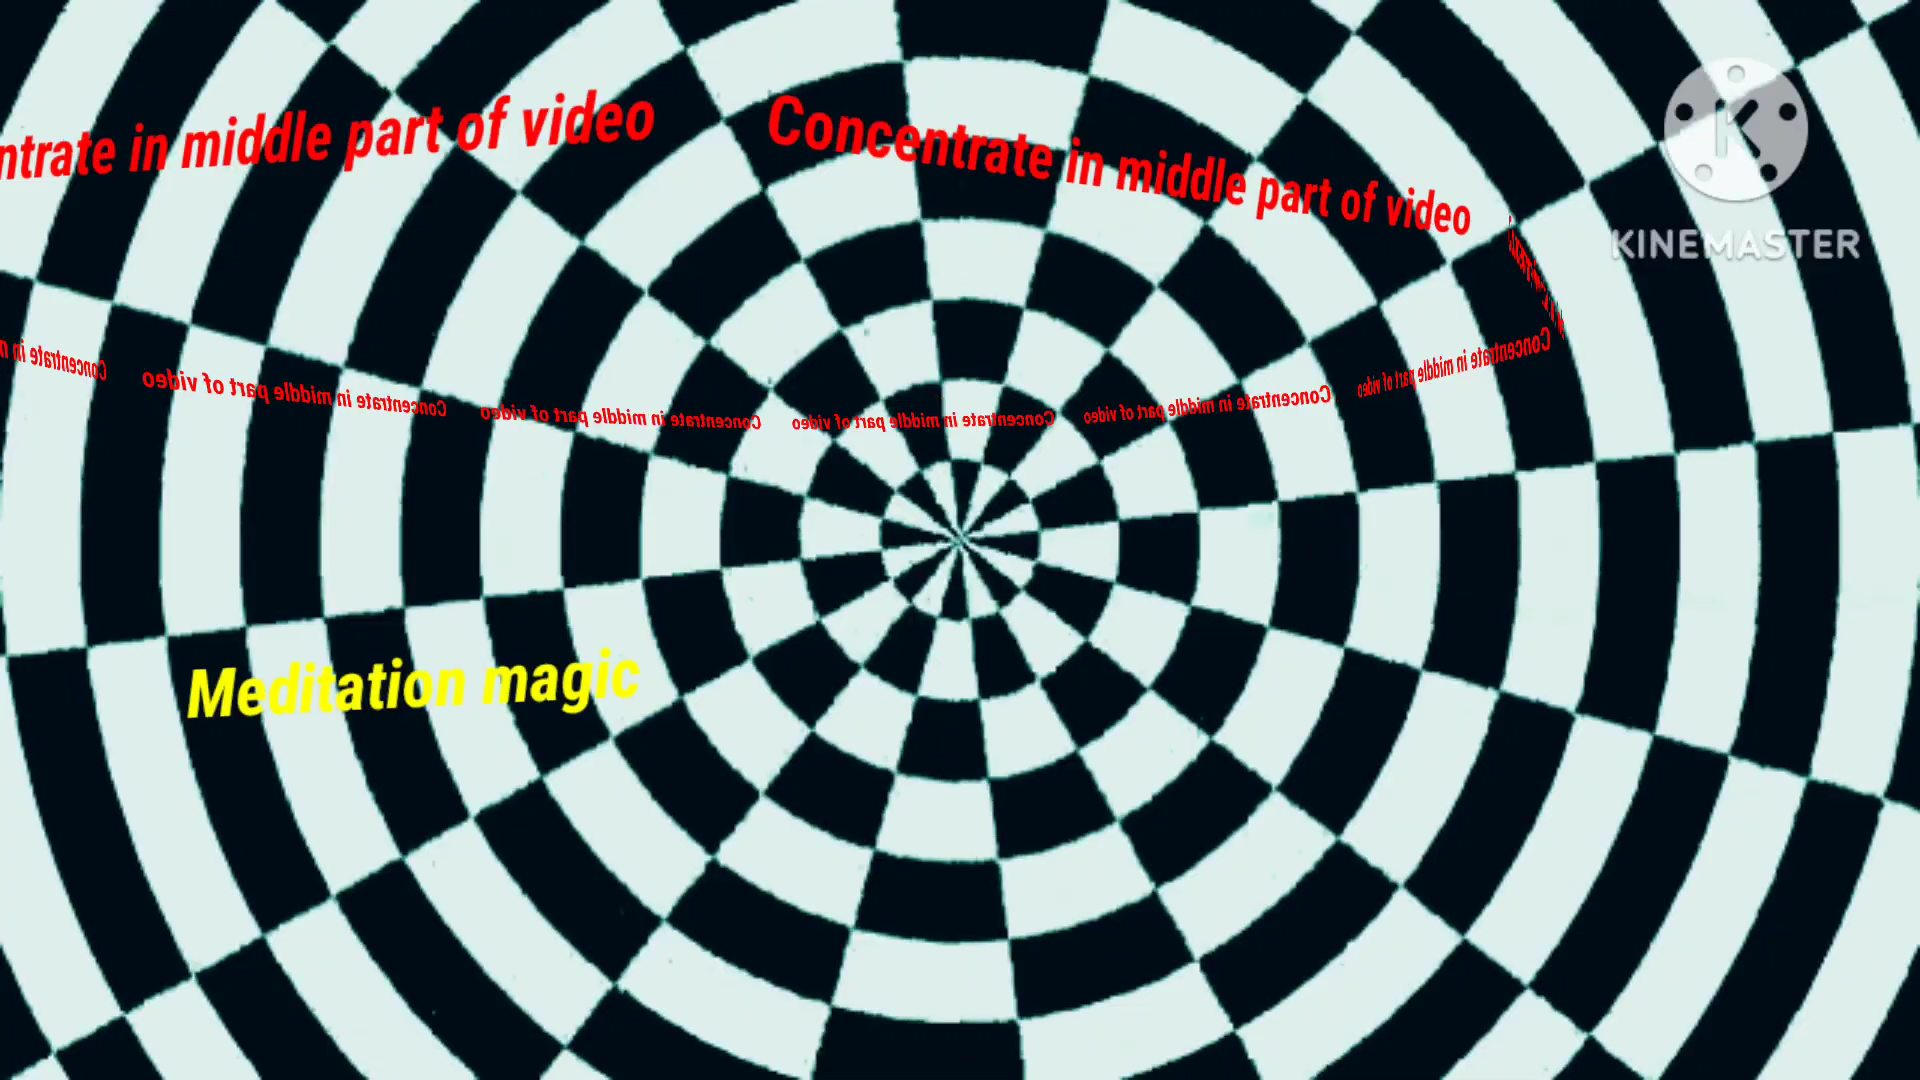 ntrate in middle part of video
Concentrate in middle part of video
KINEMASTER
Concentrate in
Concentrate in middle part of video
Concentrate in middle part of video
Concentrate in middle part of video
Concentrate in middle part of video
Concentrate in middle part of video
Meditation magic